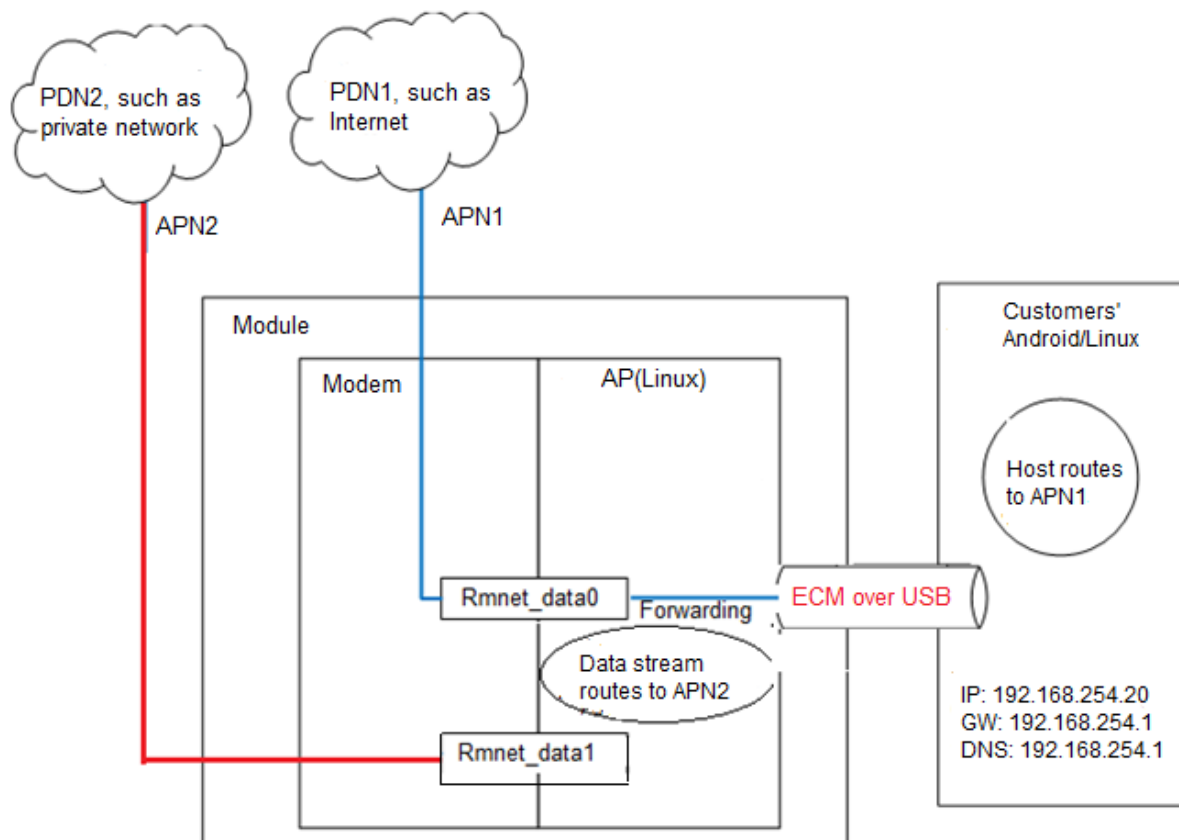 PDN2, such as
private network
PDN1, such as
Internet
APN2
APN1
Module
Modem
AP(Linux)
Customers'
Android/Linux
Host routes
to APN1
Rmnet_data0
Forwarding
ECM over USB
Data stream
routes to APN2
Rmnet_data1
IP: 192.168.254.20
GW: 192.168.254.1
DNS: 192.168.254.1